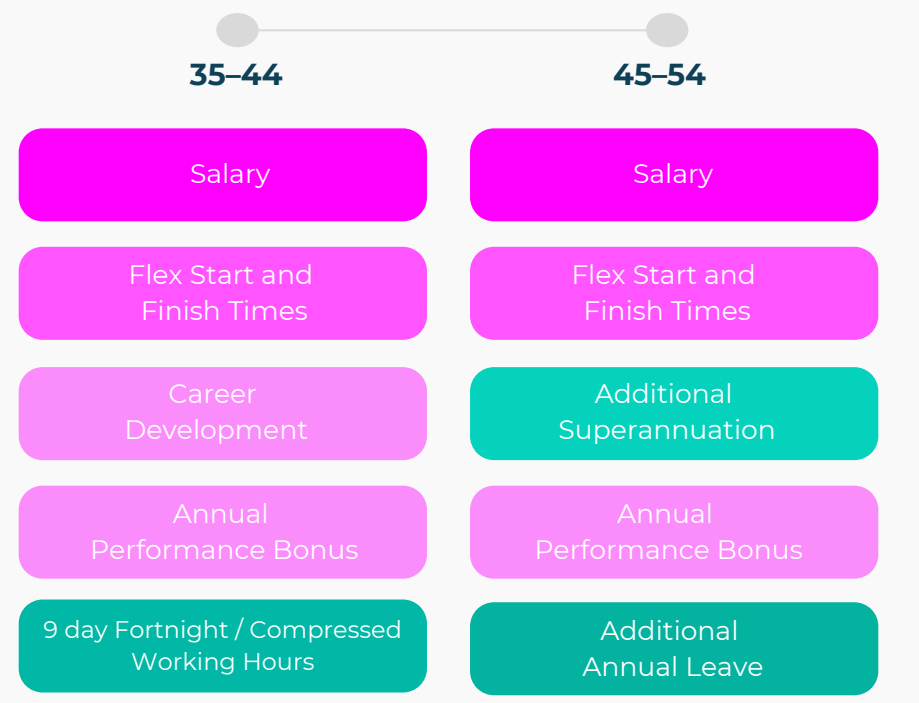 35–44
45–54
Salary
Salary
Flex Start and
Finish Times
Flex Start and
Finish Times
Career
Development
Additional
Superannuation
Annual
Performance Bonus
Annual
Performance Bonus
9 day Fortnight / Compressed
Working Hours
Additional
Annual Leave